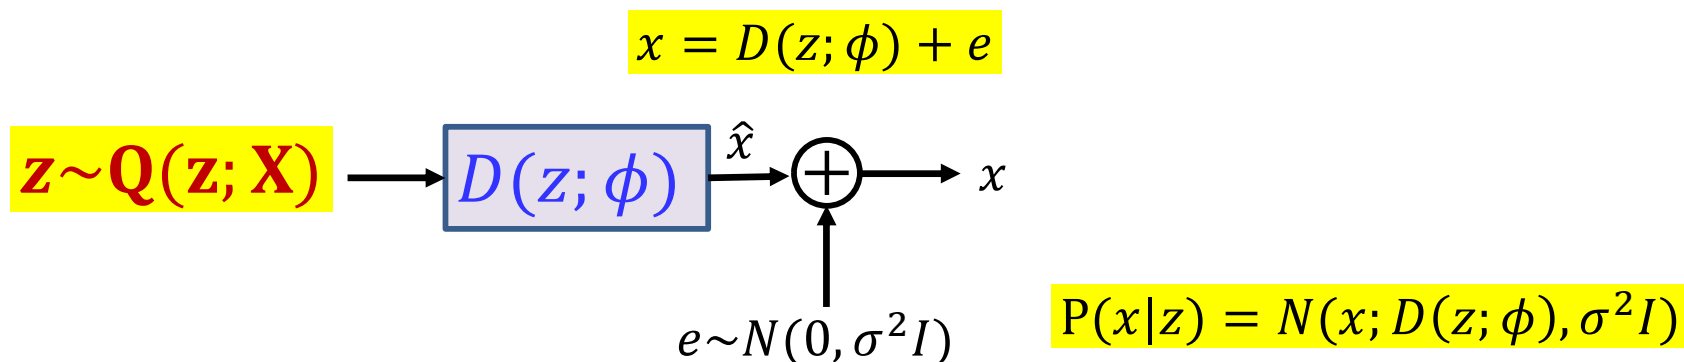 x = D(z; ϕ) + e
z~Q(z; X)
D(z; ϕ)
x̂
x
e~N(0, σ²I)
P(x|z) = N(x; D(z; ϕ), σ²I)